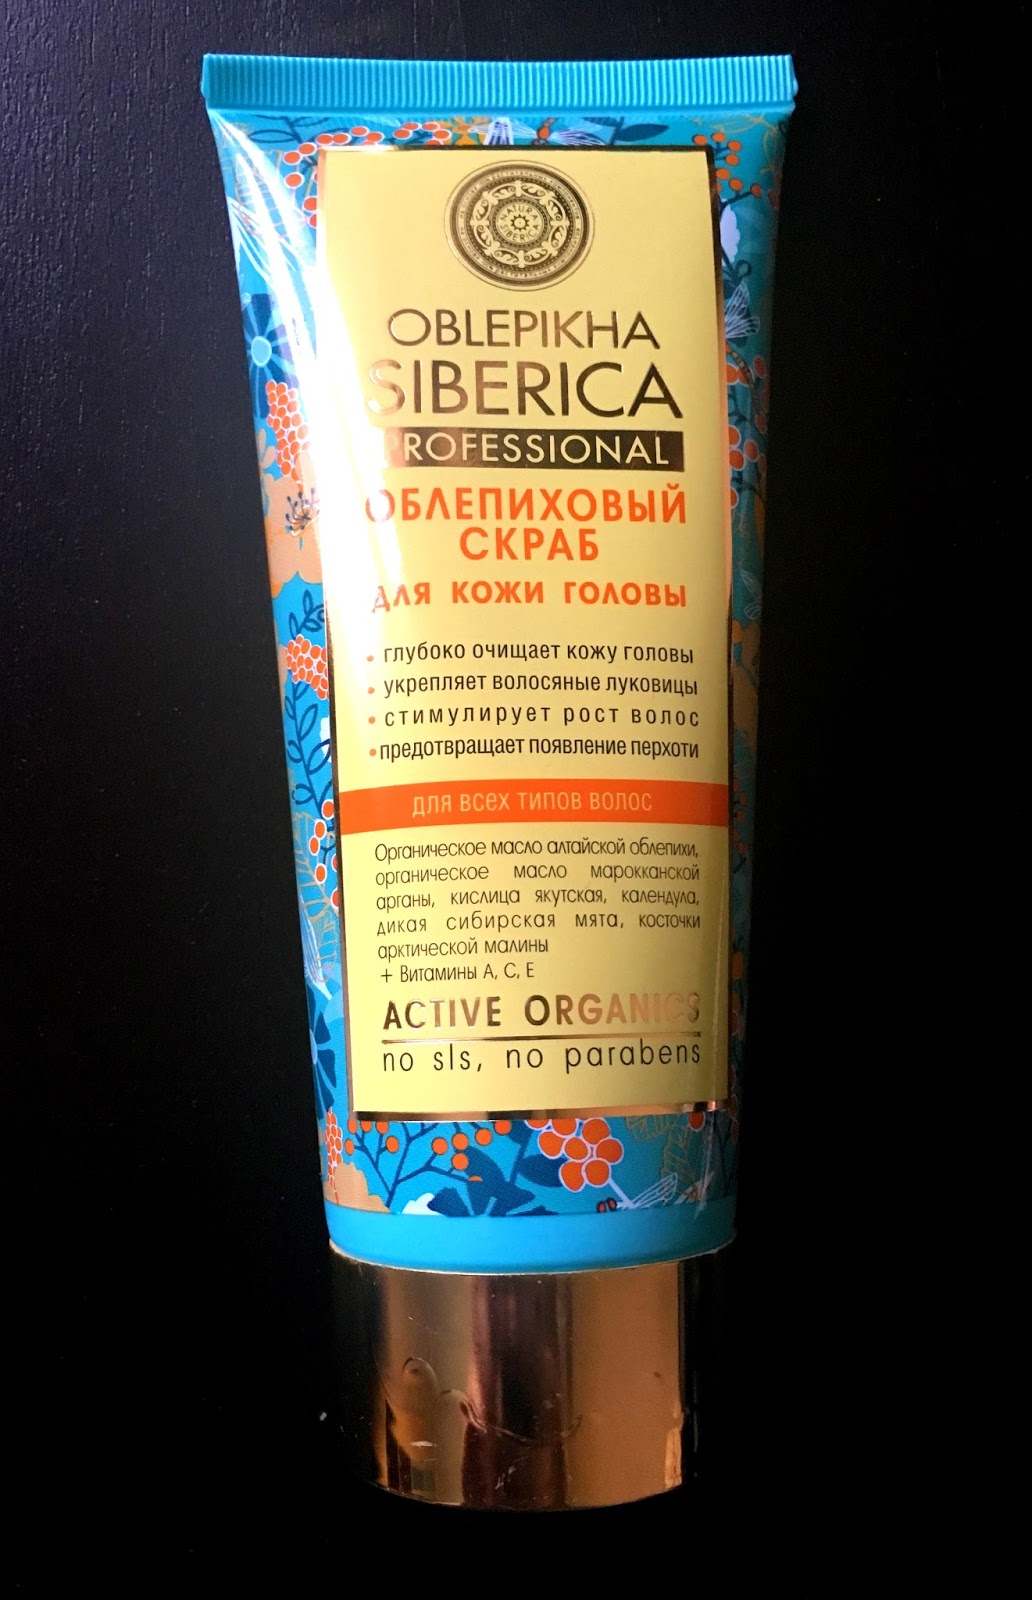 NATURA
SIBERICA
OBLEPIKHA
SIBERICA
PROFESSIONAL
ОБЛЕПИХОВЫЙ
СКРАБ
ДЛЯ КОЖИ ГОЛОВЫ
• глубоко очищает кожу головы
• укрепляет волосяные луковицы
• стимулирует рост волос
• предотвращает появление перхоти
для всех типов волос
Органическое масло алтайской облепихи,
органическое масло марокканской
арганы, кислица якутская, календула,
дикая сибирская мята, косточки
арктической малины
+ Витамины А, С, Е
ACTIVE ORGANICS
no sls, no parabens